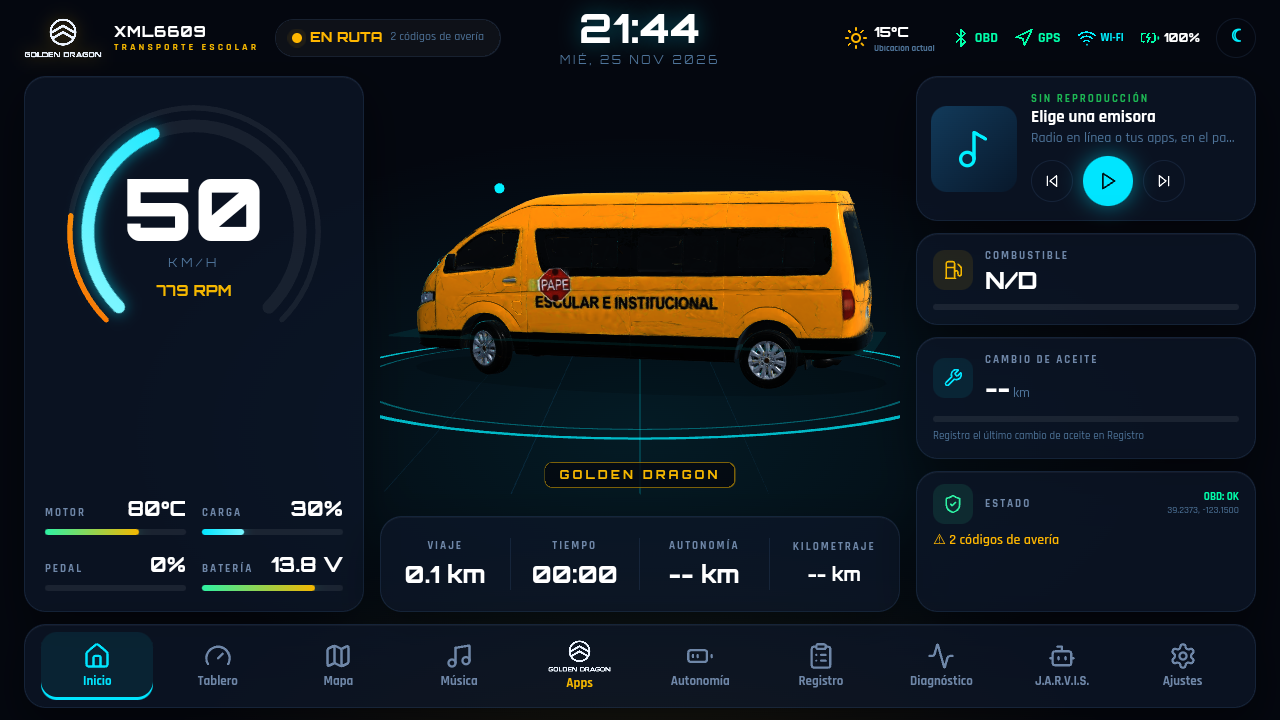 GOLDEN DRAGON
XML6609
TRANSPORTE ESCOLAR
EN RUTA
2 códigos de avería
21:44
MIÉ, 25 NOV 2026
15°C
Ubicación actual
OBD
GPS
WI-FI
100%
50
KM/H
779 RPM
MOTOR
80°C
CARGA
30%
PEDAL
0%
BATERÍA
13.8 V
PAPE
ESCOLAR E INSTITUCIONAL
GOLDEN DRAGON
VIAJE
0.1 km
TIEMPO
00:00
AUTONOMÍA
-- km
KILOMETRAJE
-- km
SIN REPRODUCCIÓN
Elige una emisora
Radio en línea o tus apps, en el pa...
COMBUSTIBLE
N/D
CAMBIO DE ACEITE
-- km
Registra el último cambio de aceite en Registro
ESTADO
OBD: OK
39.2373, -123.1500
⚠ 2 códigos de avería
Inicio
Tablero
Mapa
Música
GOLDEN DRAGON
Apps
Autonomía
Registro
Diagnóstico
J.A.R.V.I.S.
Ajustes